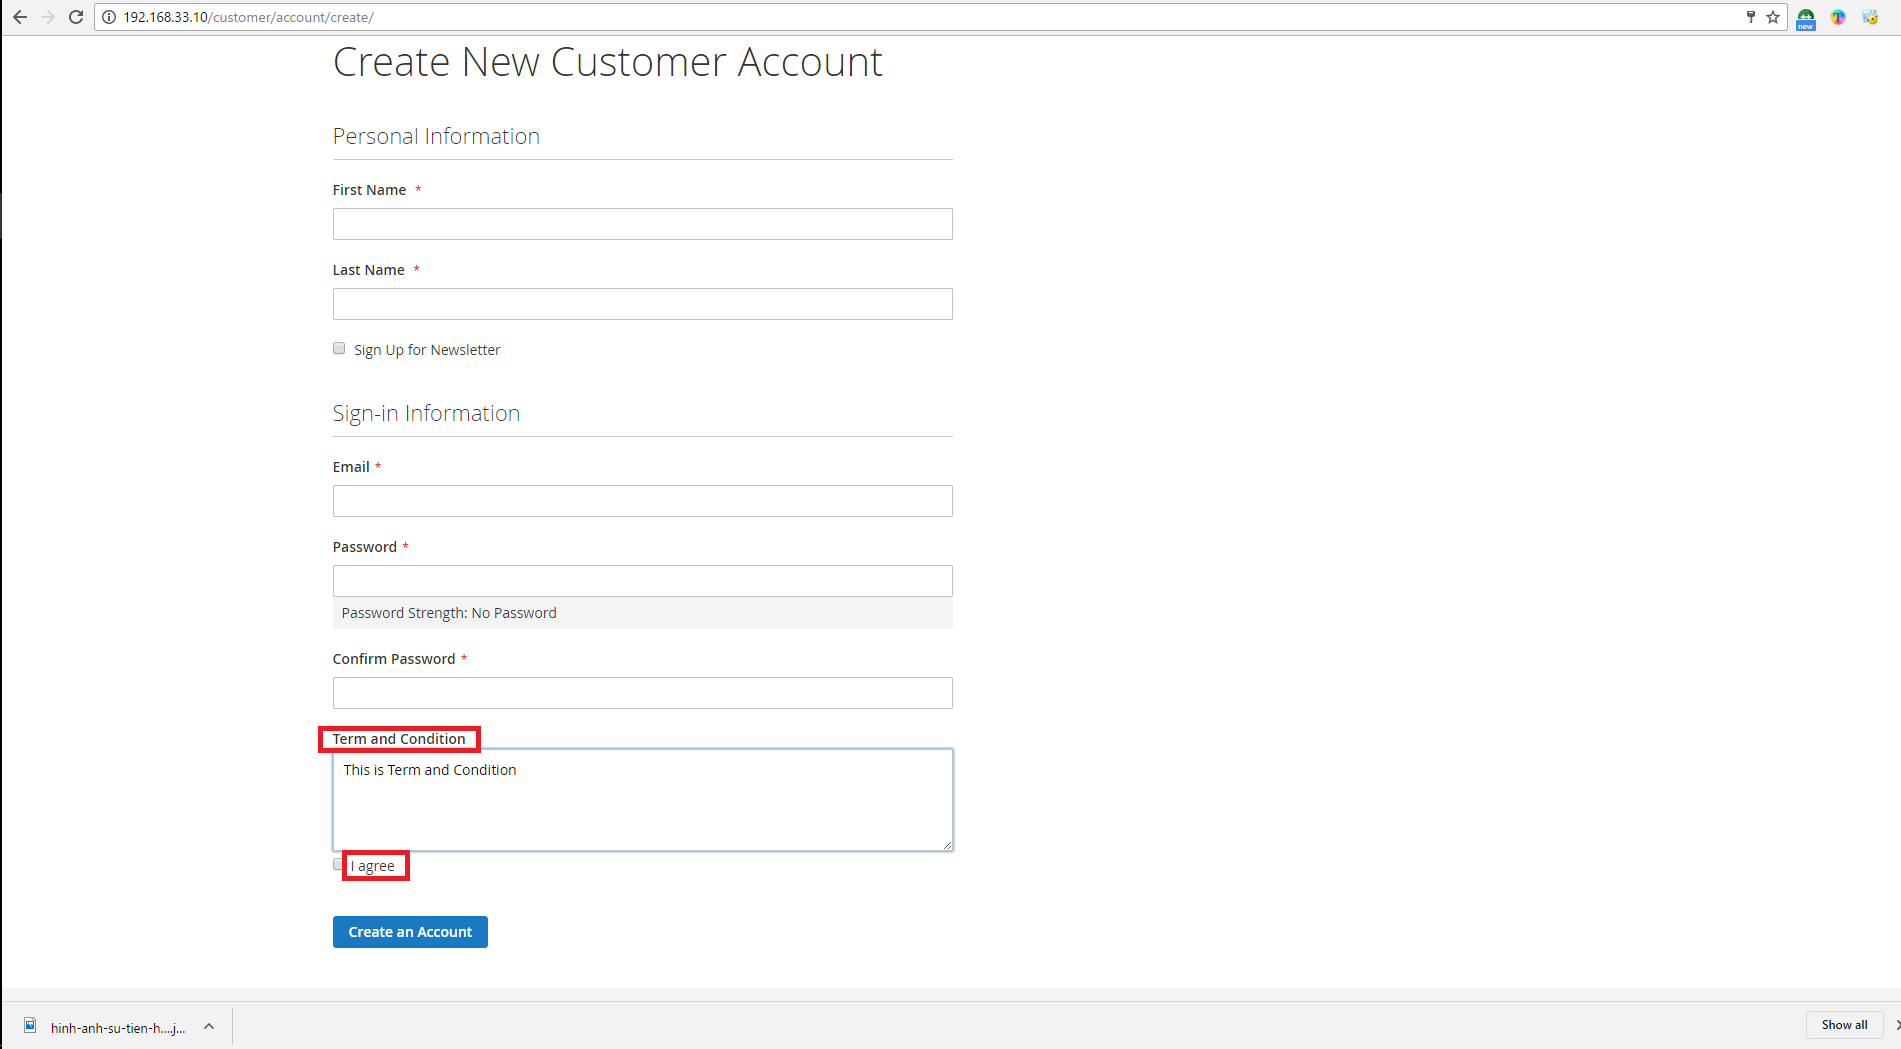 192.168.33.10/customer/account/create/
new
Create New Customer Account
Personal Information
First Name *
Last Name *
Sign Up for Newsletter
Sign-in Information
Email *
Password *
Password Strength: No Password
Confirm Password *
Term and Condition
This is Term and Condition
I agree
Create an Account
hinh-anh-su-tien-h....j...
Show all